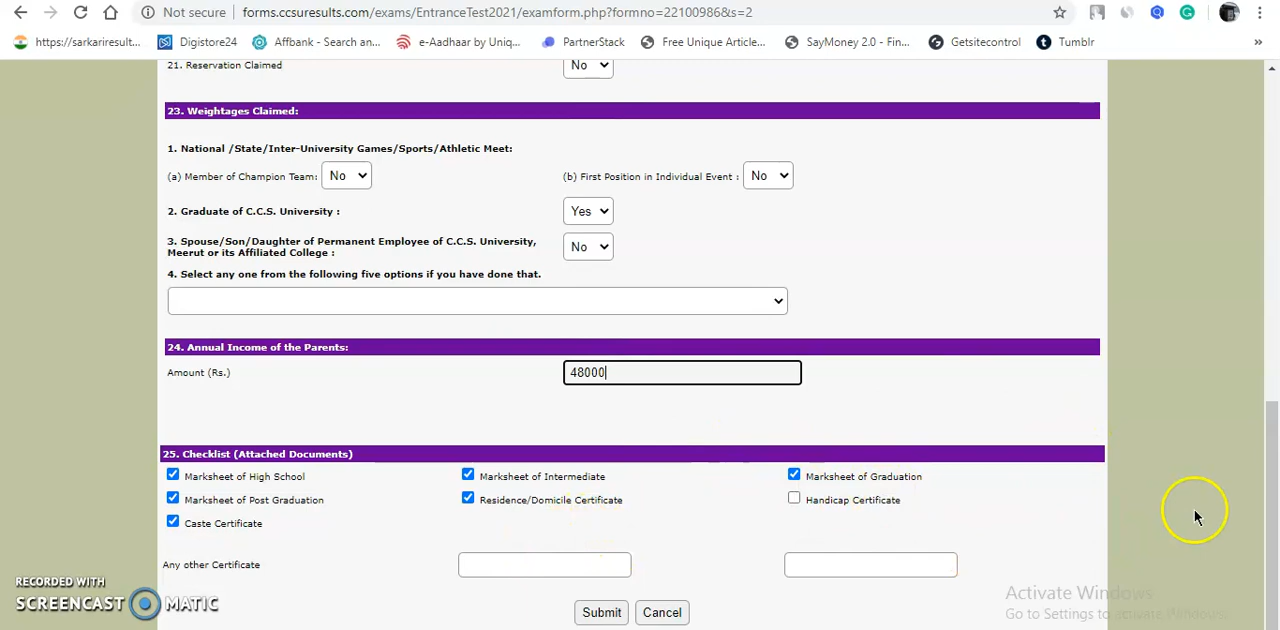 Not secure | forms.ccsuresults.com/exams/EntranceTest2021/examform.php?formno=22100986&s=2
https://sarkariresult... Digistore24 Affbank - Search an... e-Aadhaar by Uniq... PartnerStack Free Unique Article... SayMoney 2.0 - Fin... Getsitecontrol Tumblr »
21. Reservation Claimed No
23. Weightages Claimed:
1. National /State/Inter-University Games/Sports/Athletic Meet:
(a) Member of Champion Team: No (b) First Position in Individual Event : No
2. Graduate of C.C.S. University : Yes
3. Spouse/Son/Daughter of Permanent Employee of C.C.S. University,
Meerut or its Affiliated College : No
4. Select any one from the following five options if you have done that.
24. Annual Income of the Parents:
Amount (Rs.) 48000
25. Checklist (Attached Documents)
Marksheet of High School Marksheet of Intermediate Marksheet of Graduation
Marksheet of Post Graduation Residence/Domicile Certificate Handicap Certificate
Caste Certificate
Any other Certificate
Submit Cancel
RECORDED WITH
SCREENCAST MATIC
Activate Windows
Go to Settings to activate Windows.